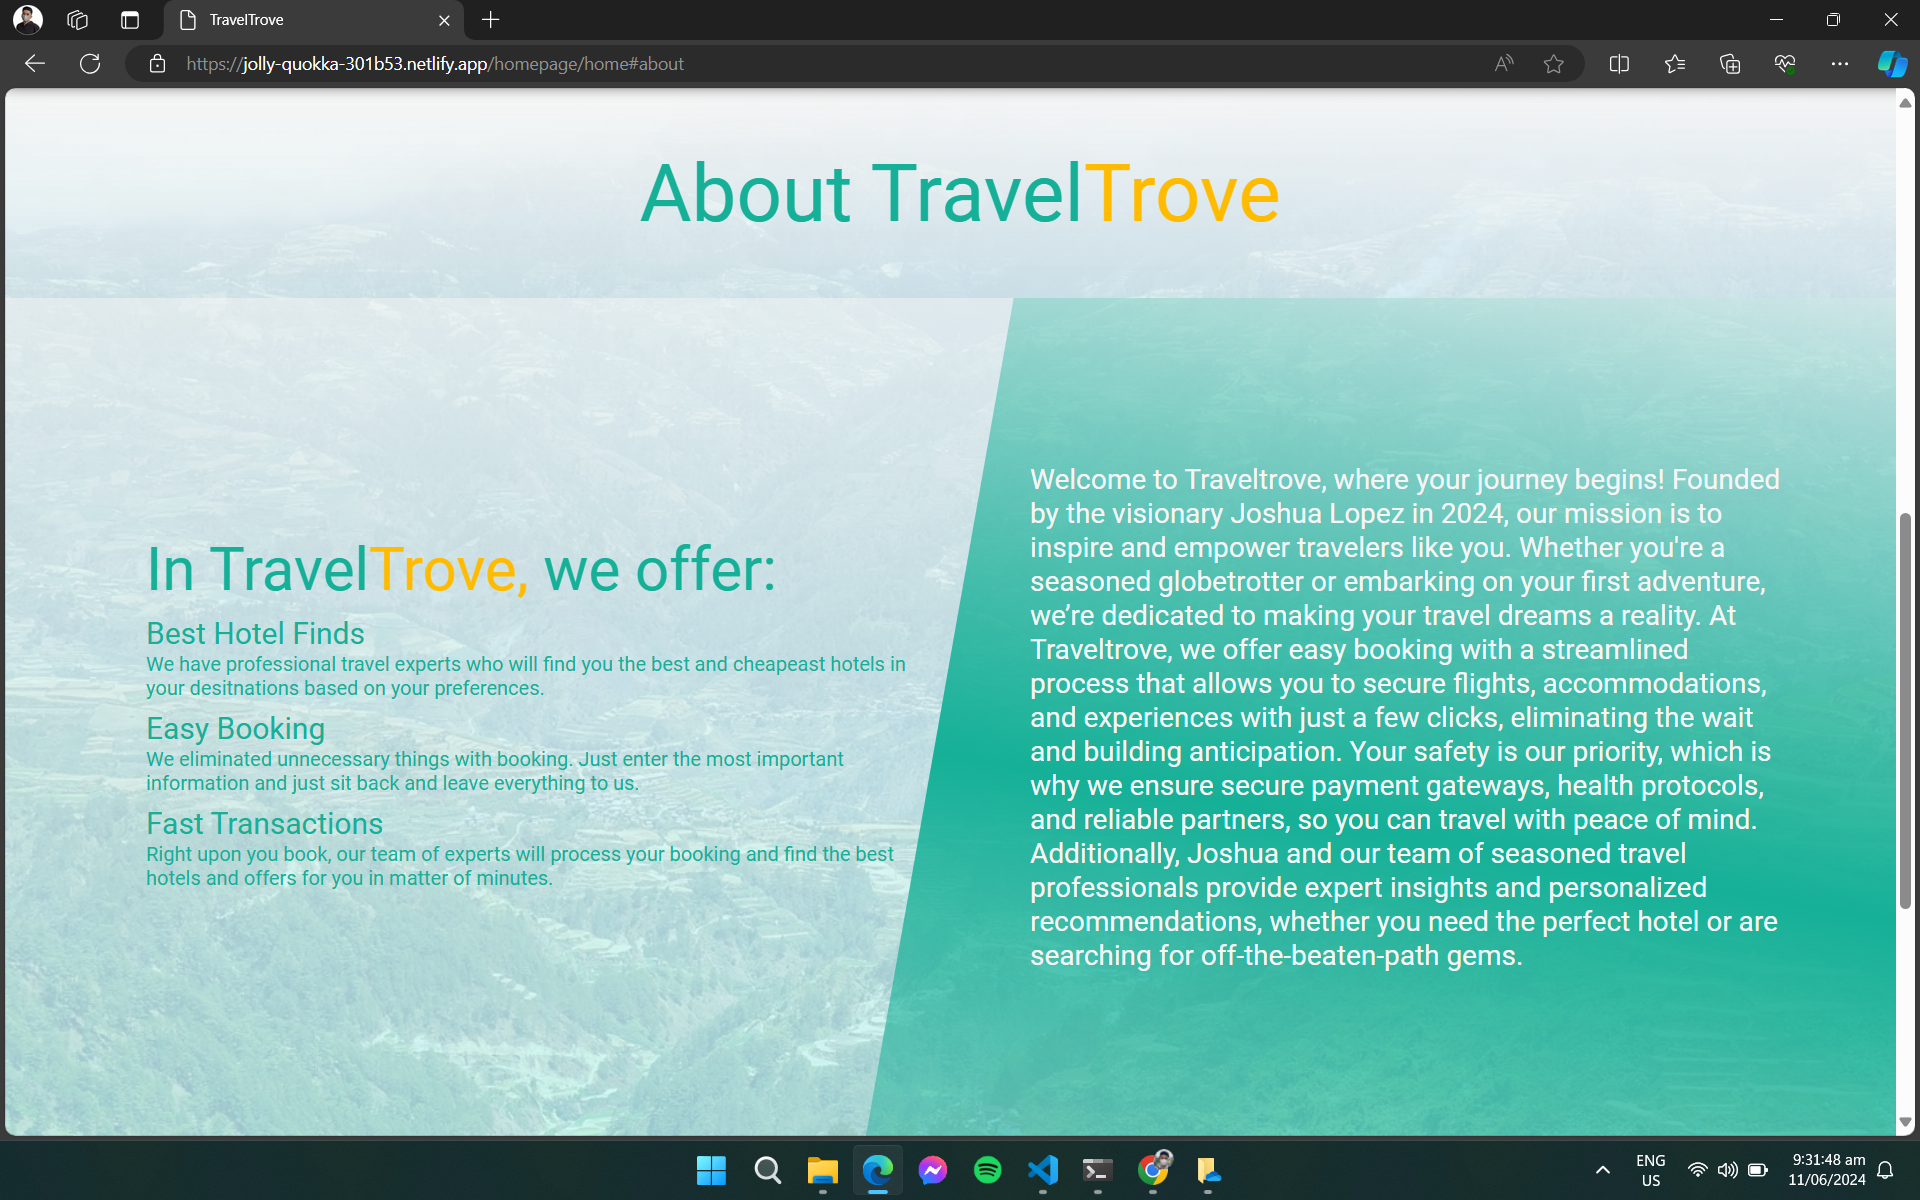 TravelTrove
https://jolly-quokka-301b53.netlify.app/homepage/home#about
About TravelTrove
In TravelTrove, we offer:
Best Hotel Finds
We have professional travel experts who will find you the best and cheapeast hotels in
your desitnations based on your preferences.
Easy Booking
We eliminated unnecessary things with booking. Just enter the most important
information and just sit back and leave everything to us.
Fast Transactions
Right upon you book, our team of experts will process your booking and find the best
hotels and offers for you in matter of minutes.
Welcome to Traveltrove, where your journey begins! Founded
by the visionary Joshua Lopez in 2024, our mission is to
inspire and empower travelers like you. Whether you're a
seasoned globetrotter or embarking on your first adventure,
we’re dedicated to making your travel dreams a reality. At
Traveltrove, we offer easy booking with a streamlined
process that allows you to secure flights, accommodations,
and experiences with just a few clicks, eliminating the wait
and building anticipation. Your safety is our priority, which is
why we ensure secure payment gateways, health protocols,
and reliable partners, so you can travel with peace of mind.
Additionally, Joshua and our team of seasoned travel
professionals provide expert insights and personalized
recommendations, whether you need the perfect hotel or are
searching for off-the-beaten-path gems.
ENG
US
9:31:48 am
11/06/2024